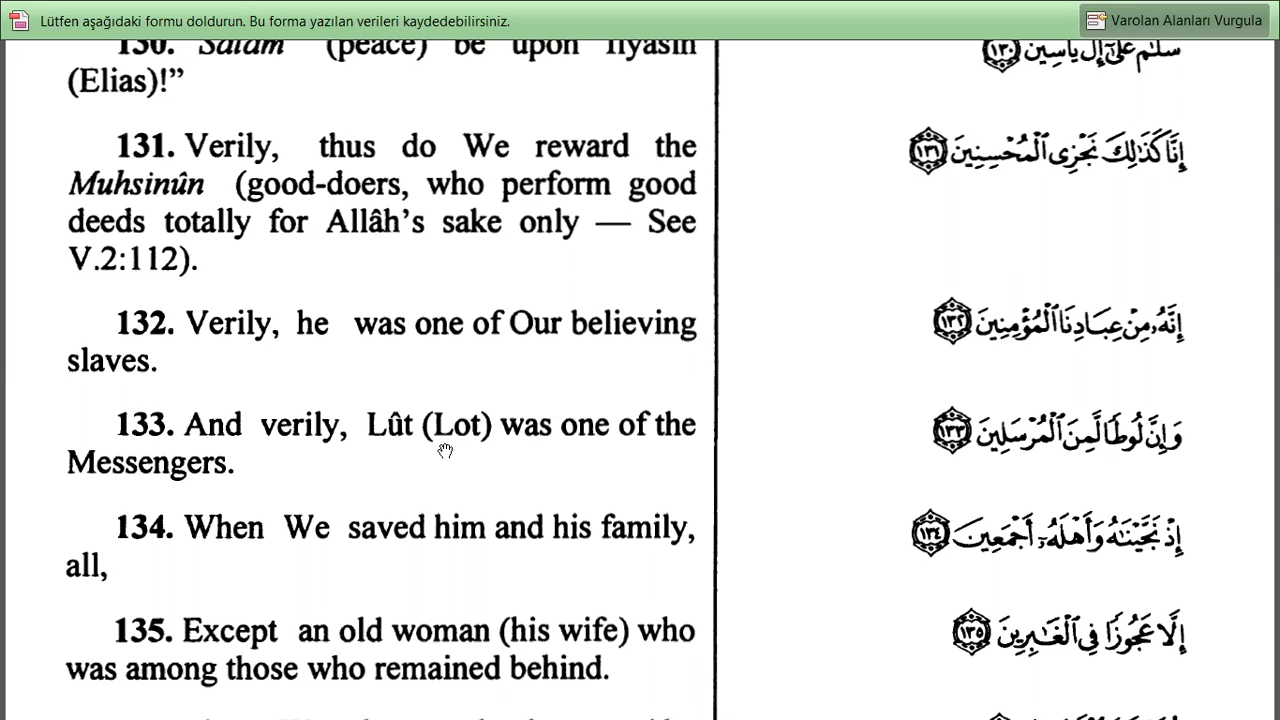 Lütfen aşağıdaki formu doldurun. Bu forma yazılan verileri kaydedebilirsiniz.
Varolan Alanları Vurgula
130. Salâm (peace) be upon Ilyâsîn
(Elias)!”
131. Verily, thus do We reward the
Muhsinûn (good-doers, who perform good
deeds totally for Allâh’s sake only — See
V.2:112).
132. Verily, he was one of Our believing
slaves.
133. And verily, Lût (Lot) was one of the
Messengers.
134. When We saved him and his family,
all,
135. Except an old woman (his wife) who
was among those who remained behind.
سَلَٰمٌ عَلَىٰٓ إِلْ يَاسِينَ ١٣٠
إِنَّا كَذَٰلِكَ نَجْزِى ٱلْمُحْسِنِينَ ١٣١
إِنَّهُۥ مِنْ عِبَادِنَا ٱلْمُؤْمِنِينَ ١٣٢
وَإِنَّ لُوطًا لَّمِنَ ٱلْمُرْسَلِينَ ١٣٣
إِذْ نَجَّيْنَٰهُ وَأَهْلَهُۥٓ أَجْمَعِينَ ١٣٤
إِلَّا عَجُوزًا فِى ٱلْغَٰبِرِينَ ١٣٥